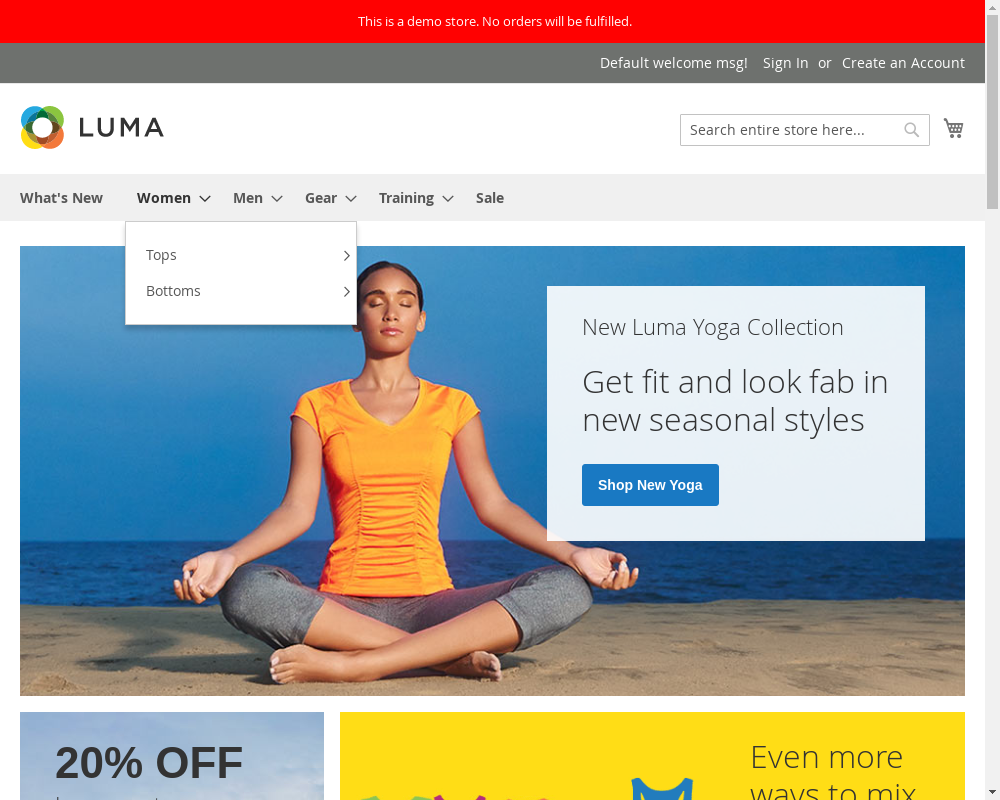 This is a demo store. No orders will be fulfilled.
Default welcome msg! Sign In or Create an Account
LUMA
Search entire store here...
What's New Women Men Gear Training Sale
Tops
Bottoms
New Luma Yoga Collection
Get fit and look fab in
new seasonal styles
Shop New Yoga
20% OFF
Even more
ways to mix